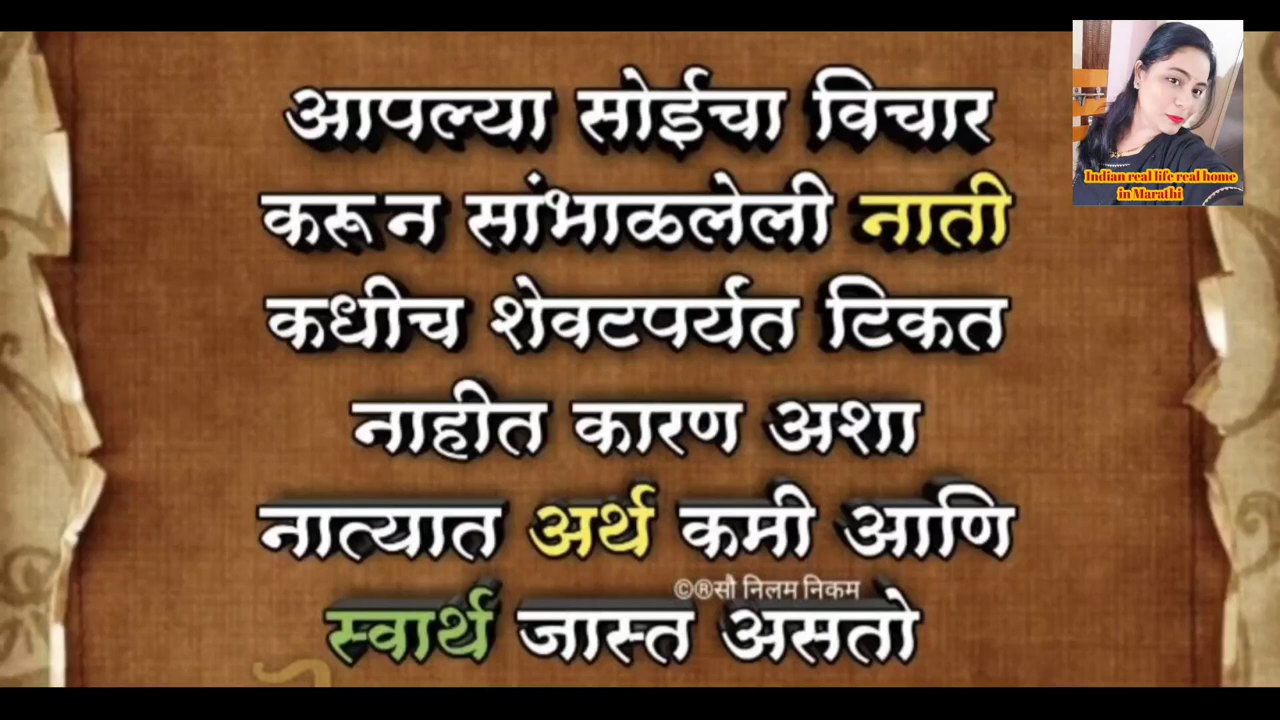 आपल्या सोईचा विचार
करून सांभाळलेली नाती
कधीच शेवटपर्यत टिकत
नाहीत कारण अशा
नात्यात अर्थ कमी आणि
©®सौ निलम निकम
स्वार्थ जास्त असतो
Indian real life real home
in Marathi